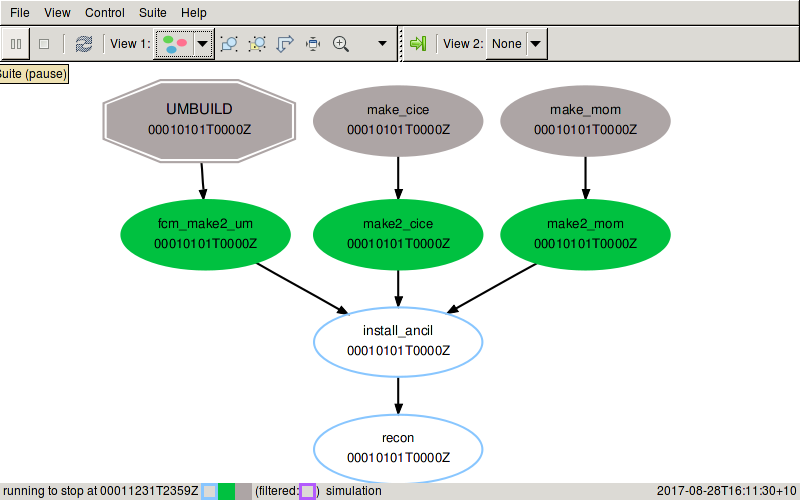 File View Control Suite Help
View 1: View 2: None
Suite (pause)
UMBUILD
00010101T0000Z
make_cice
00010101T0000Z
make_mom
00010101T0000Z
fcm_make2_um
00010101T0000Z
make2_cice
00010101T0000Z
make2_mom
00010101T0000Z
install_ancil
00010101T0000Z
recon
00010101T0000Z
running to stop at 00011231T2359Z (filtered: ) simulation 2017-08-28T16:11:30+10